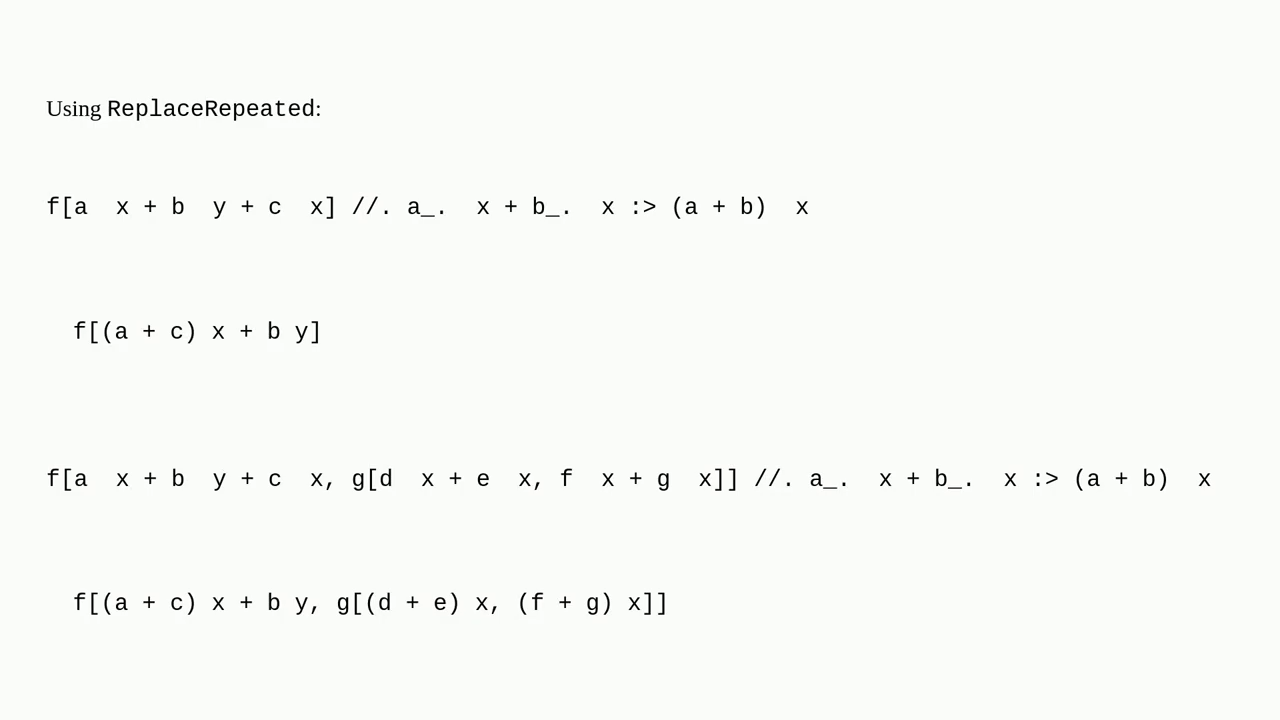 Using ReplaceRepeated:
f[a  x + b  y + c  x] //. a_.  x + b_.  x :> (a + b)  x
f[(a + c) x + b y]
f[a  x + b  y + c  x, g[d  x + e  x, f  x + g  x]] //. a_.  x + b_.  x :> (a + b)  x
f[(a + c) x + b y, g[(d + e) x, (f + g) x]]